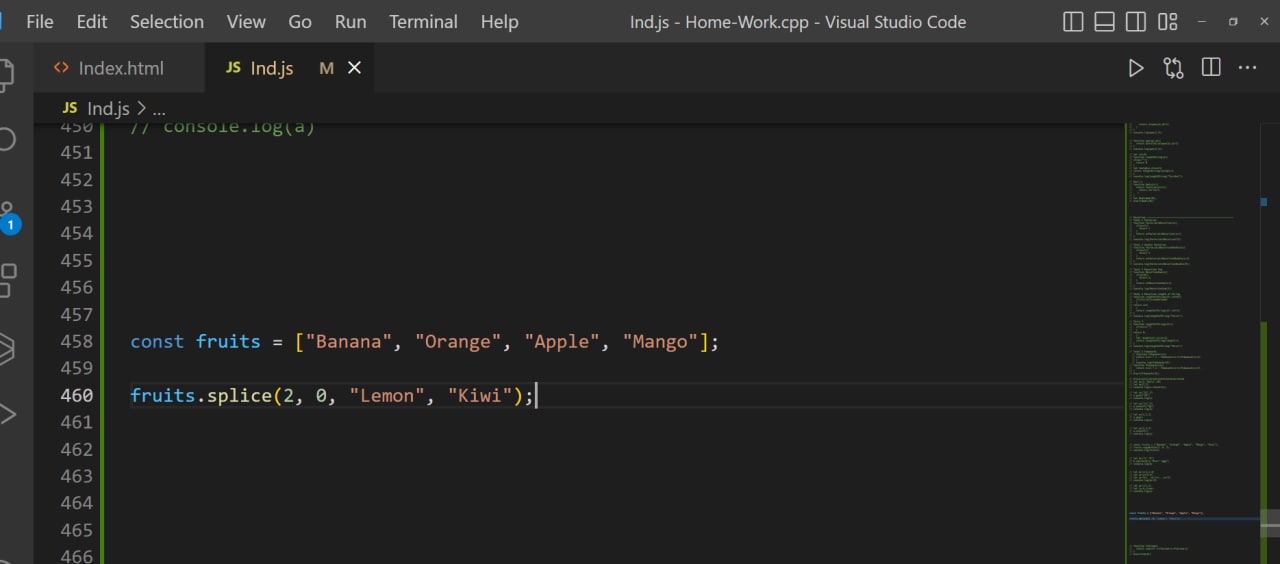 File Edit Selection View Go Run Terminal Help Ind.js - Home-Work.cpp - Visual Studio Code
<> Index.html JS Ind.js M
JS Ind.js > ...
450 // console.log(a)
451
452
453
454
455
456
457
458 const fruits = ["Banana", "Orange", "Apple", "Mango"];
459
460 fruits.splice(2, 0, "Lemon", "Kiwi");
461
462
463
464
465
466
1